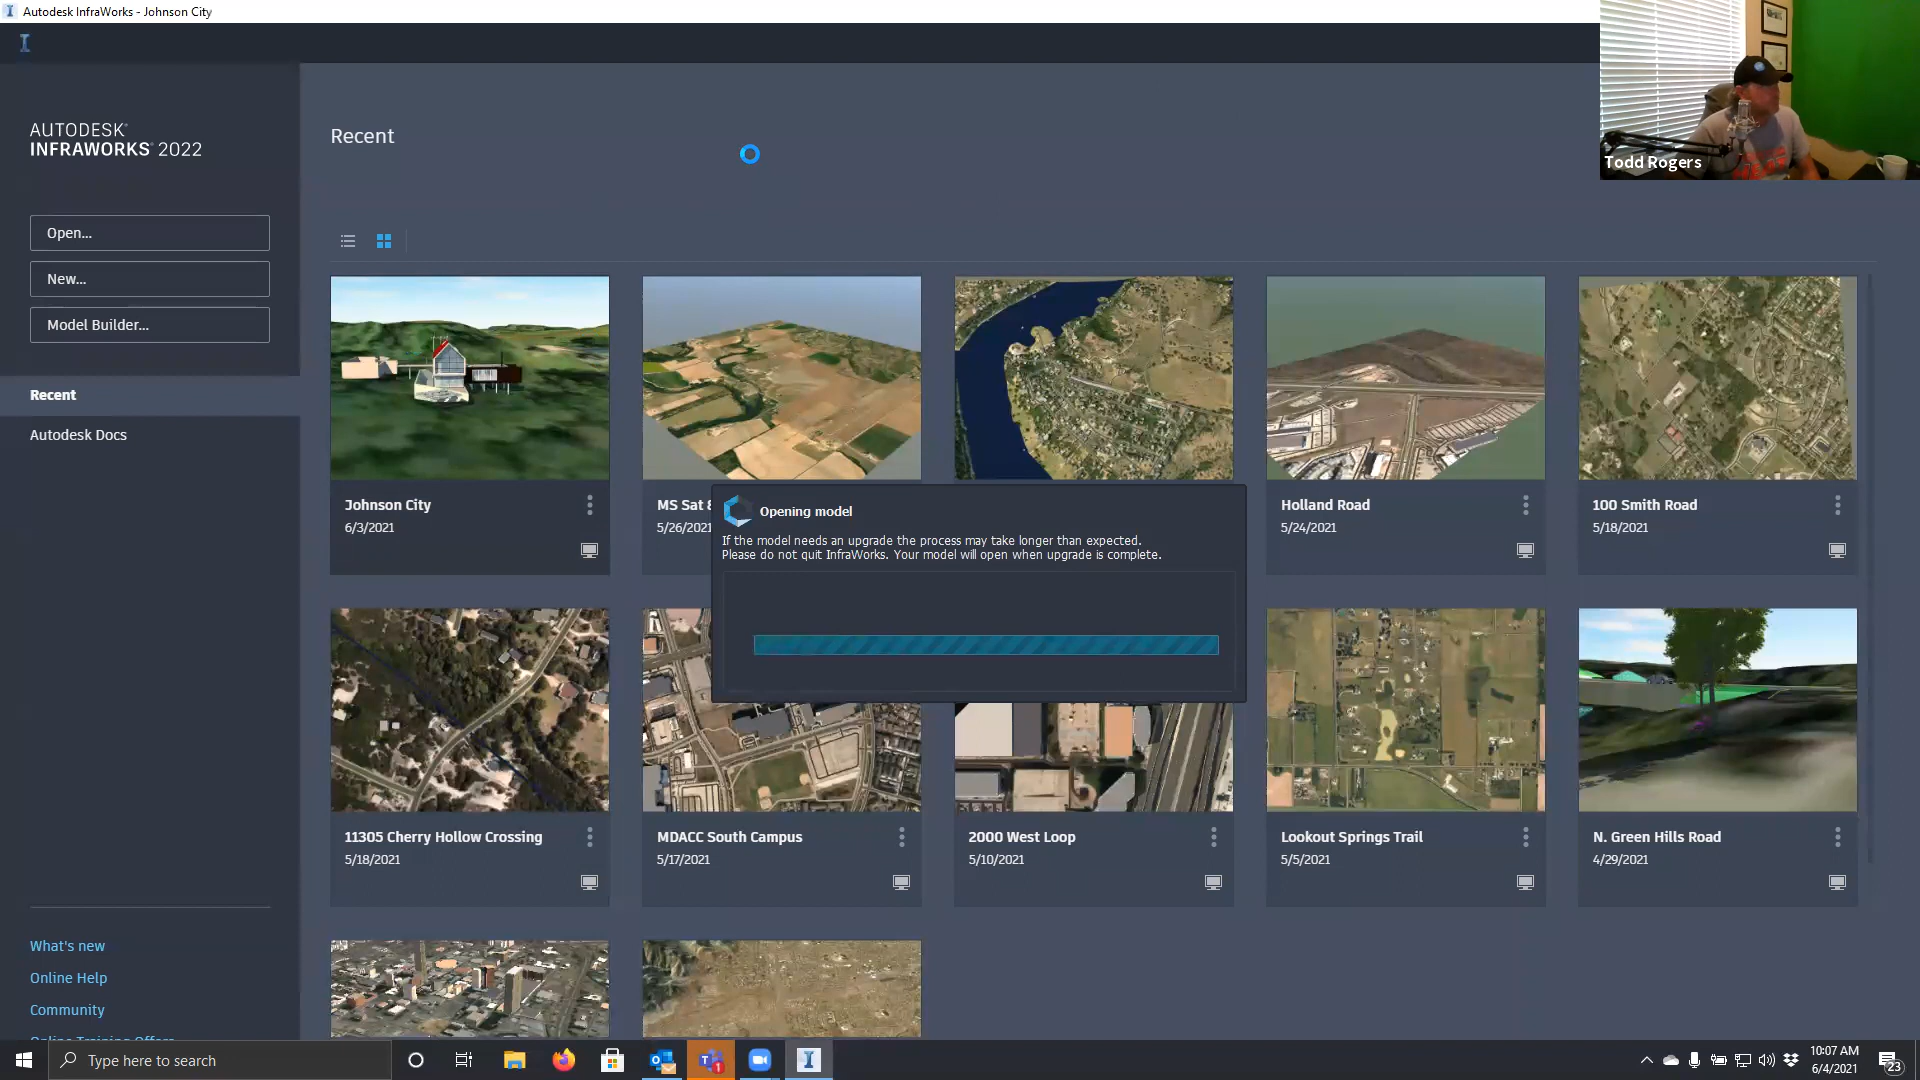 Autodesk InfraWorks - Johnson City
AUTODESK®
INFRAWORKS® 2022
Open...
New...
Model Builder...
Recent
Autodesk Docs
What's new
Online Help
Community
Recent
Todd Rogers
Johnson City
6/3/2021
MS Sat
5/26/2021
Holland Road
5/24/2021
100 Smith Road
5/18/2021
Opening model
If the model needs an upgrade the process may take longer than expected.
Please do not quit InfraWorks. Your model will open when upgrade is complete.
11305 Cherry Hollow Crossing
5/18/2021
MDACC South Campus
5/17/2021
2000 West Loop
5/10/2021
Lookout Springs Trail
5/5/2021
N. Green Hills Road
4/29/2021
Type here to search
1
10:07 AM
6/4/2021
23